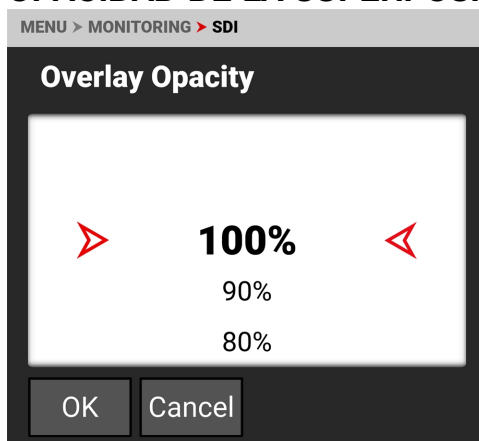 MENU > MONITORING > SDI
Overlay Opacity
100%
90%
80%
OK Cancel